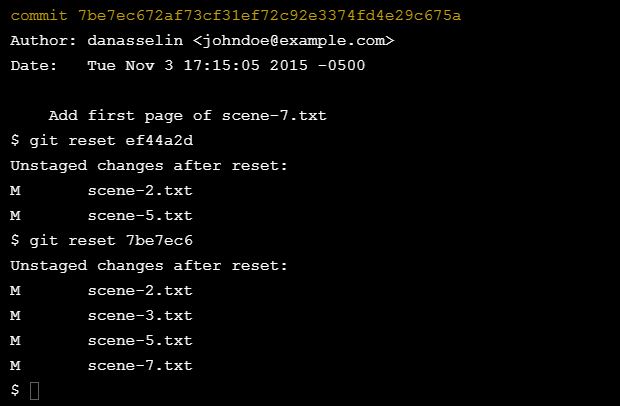 commit 7be7ec672af73cf31ef72c92e3374fd4e29c675a
Author: danasselin <johndoe@example.com>
Date:   Tue Nov 3 17:15:05 2015 -0500
    Add first page of scene-7.txt
$ git reset ef44a2d
Unstaged changes after reset:
M       scene-2.txt
M       scene-5.txt
$ git reset 7be7ec6
Unstaged changes after reset:
M       scene-2.txt
M       scene-3.txt
M       scene-5.txt
M       scene-7.txt
$